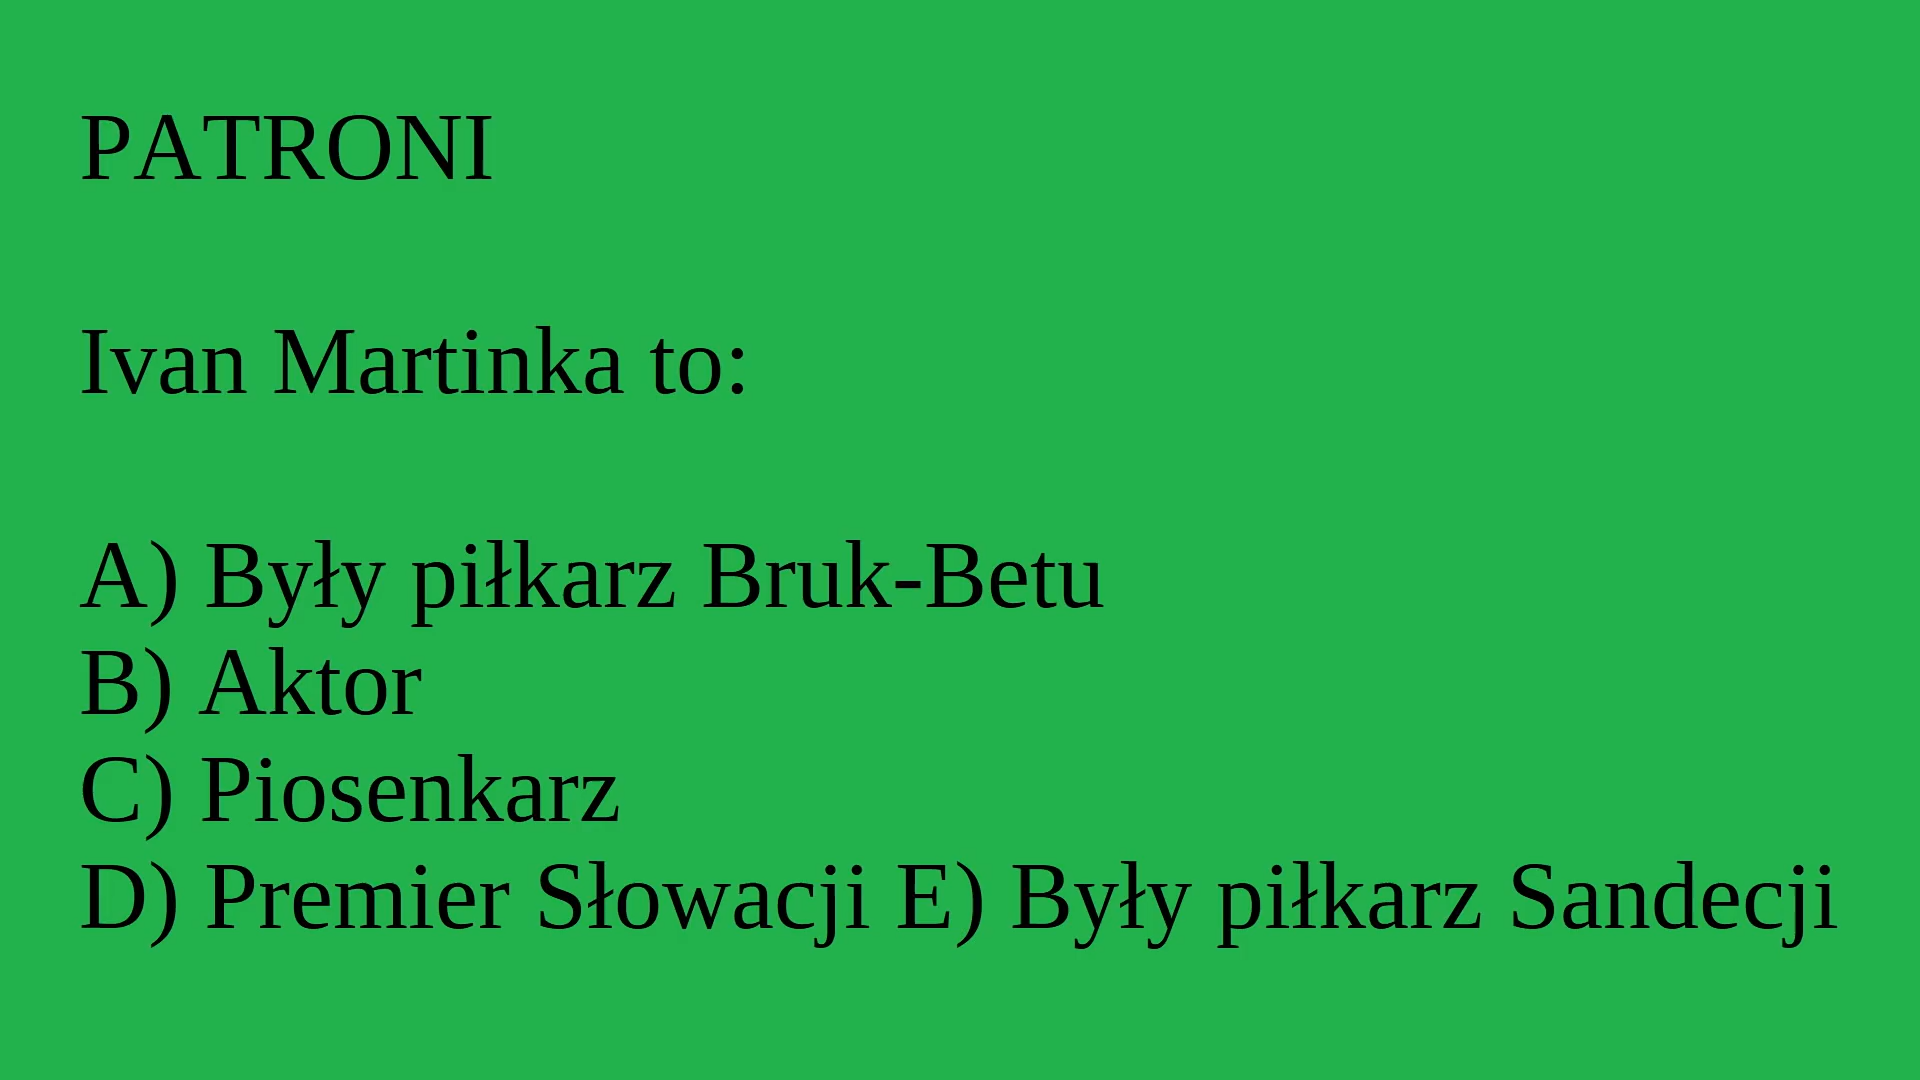 PATRONI
Ivan Martinka to:
A) Były piłkarz Bruk-Betu
B) Aktor
C) Piosenkarz
D) Premier Słowacji E) Były piłkarz Sandecji